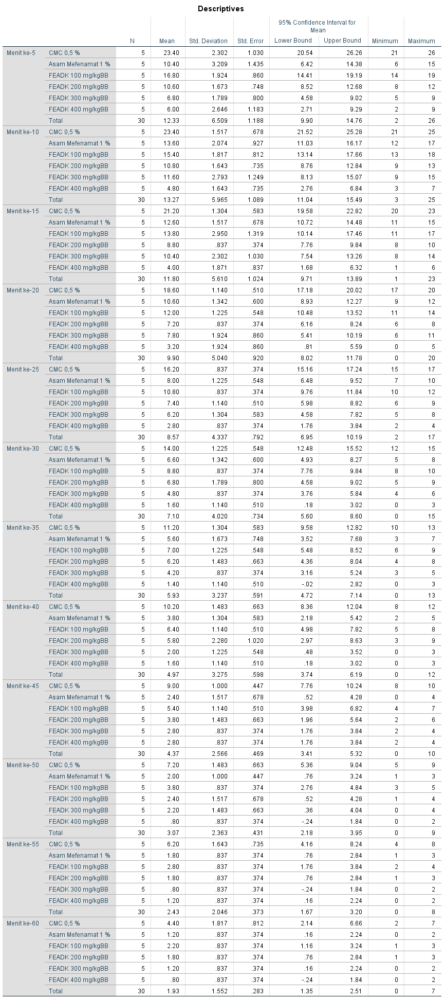 Descriptives
95% Confidence Interval for Mean
N Mean Std. Deviation Std. Error Lower Bound Upper Bound Minimum Maximum
Menit ke-5 CMC 0,5 % 5 23.40 2.302 1.030 20.54 26.26 21 26
Asam Mefenamat 1 % 5 10.40 3.209 1.435 6.42 14.38 6 15
FEADK 100 mg/kgBB 5 16.80 1.924 .860 14.41 19.19 14 19
FEADK 200 mg/kgBB 5 10.60 1.673 .748 8.52 12.68 8 12
FEADK 300 mg/kgBB 5 6.80 1.789 .800 4.58 9.02 5 9
FEADK 400 mg/kgBB 5 6.00 2.646 1.183 2.71 9.29 2 9
Total 30 12.33 6.509 1.188 9.90 14.76 2 26
Menit ke-10 CMC 0,5 % 5 23.40 1.517 .678 21.52 25.28 21 25
Asam Mefenamat 1 % 5 13.60 2.074 .927 11.03 16.17 12 17
FEADK 100 mg/kgBB 5 15.40 1.817 .812 13.14 17.66 13 18
FEADK 200 mg/kgBB 5 10.80 1.643 .735 8.76 12.84 9 13
FEADK 300 mg/kgBB 5 11.60 2.793 1.249 8.13 15.07 9 15
FEADK 400 mg/kgBB 5 4.80 1.643 .735 2.76 6.84 3 7
Total 30 13.27 5.965 1.089 11.04 15.49 3 25
Menit ke-15 CMC 0,5 % 5 21.20 1.304 .583 19.58 22.82 20 23
Asam Mefenamat 1 % 5 12.60 1.517 .678 10.72 14.48 11 15
FEADK 100 mg/kgBB 5 13.80 2.950 1.319 10.14 17.46 11 17
FEADK 200 mg/kgBB 5 8.80 .837 .374 7.76 9.84 8 10
FEADK 300 mg/kgBB 5 10.40 2.302 1.030 7.54 13.26 8 14
FEADK 400 mg/kgBB 5 4.00 1.871 .837 1.68 6.32 1 6
Total 30 11.80 5.610 1.024 9.71 13.89 1 23
Menit ke-20 CMC 0,5 % 5 18.60 1.140 .510 17.18 20.02 17 20
Asam Mefenamat 1 % 5 10.60 1.342 .600 8.93 12.27 9 12
FEADK 100 mg/kgBB 5 12.00 1.225 .548 10.48 13.52 11 14
FEADK 200 mg/kgBB 5 7.20 .837 .374 6.16 8.24 6 8
FEADK 300 mg/kgBB 5 7.80 1.924 .860 5.41 10.19 6 11
FEADK 400 mg/kgBB 5 3.20 1.924 .860 .81 5.59 0 5
Total 30 9.90 5.040 .920 8.02 11.78 0 20
Menit ke-25 CMC 0,5 % 5 16.20 .837 .374 15.16 17.24 15 17
Asam Mefenamat 1 % 5 8.00 1.225 .548 6.48 9.52 7 10
FEADK 100 mg/kgBB 5 10.80 .837 .374 9.76 11.84 10 12
FEADK 200 mg/kgBB 5 7.40 1.140 .510 5.98 8.82 6 9
FEADK 300 mg/kgBB 5 6.20 1.304 .583 4.58 7.82 5 8
FEADK 400 mg/kgBB 5 2.80 .837 .374 1.76 3.84 2 4
Total 30 8.57 4.337 .792 6.95 10.19 2 17
Menit ke-30 CMC 0,5 % 5 14.00 1.225 .548 12.48 15.52 12 15
Asam Mefenamat 1 % 5 6.60 1.342 .600 4.93 8.27 5 8
FEADK 100 mg/kgBB 5 8.80 .837 .374 7.76 9.84 8 10
FEADK 200 mg/kgBB 5 6.80 1.789 .800 4.58 9.02 5 9
FEADK 300 mg/kgBB 5 4.80 .837 .374 3.76 5.84 4 6
FEADK 400 mg/kgBB 5 1.60 1.140 .510 .18 3.02 0 3
Total 30 7.10 4.020 .734 5.60 8.60 0 15
Menit ke-35 CMC 0,5 % 5 11.20 1.304 .583 9.58 12.82 10 13
Asam Mefenamat 1 % 5 5.60 1.673 .748 3.52 7.68 3 7
FEADK 100 mg/kgBB 5 7.00 1.225 .548 5.48 8.52 6 9
FEADK 200 mg/kgBB 5 6.20 1.483 .663 4.36 8.04 4 8
FEADK 300 mg/kgBB 5 4.20 .837 .374 3.16 5.24 3 5
FEADK 400 mg/kgBB 5 1.40 1.140 .510 -.02 2.82 0 3
Total 30 5.93 3.237 .591 4.72 7.14 0 13
Menit ke-40 CMC 0,5 % 5 10.20 1.483 .663 8.36 12.04 8 12
Asam Mefenamat 1 % 5 3.80 1.304 .583 2.18 5.42 2 5
FEADK 100 mg/kgBB 5 6.40 1.140 .510 4.98 7.82 5 8
FEADK 200 mg/kgBB 5 5.80 2.280 1.020 2.97 8.63 3 9
FEADK 300 mg/kgBB 5 2.00 1.225 .548 .48 3.52 0 3
FEADK 400 mg/kgBB 5 1.60 1.140 .510 .18 3.02 0 3
Total 30 4.97 3.275 .598 3.74 6.19 0 12
Menit ke-45 CMC 0,5 % 5 9.00 1.000 .447 7.76 10.24 8 10
Asam Mefenamat 1 % 5 2.40 1.517 .678 .52 4.28 0 4
FEADK 100 mg/kgBB 5 5.40 1.140 .510 3.98 6.82 4 7
FEADK 200 mg/kgBB 5 3.80 1.483 .663 1.96 5.64 2 6
FEADK 300 mg/kgBB 5 2.80 .837 .374 1.76 3.84 2 4
FEADK 400 mg/kgBB 5 2.80 .837 .374 1.76 3.84 2 4
Total 30 4.37 2.566 .469 3.41 5.32 0 10
Menit ke-50 CMC 0,5 % 5 7.20 1.483 .663 5.36 9.04 5 9
Asam Mefenamat 1 % 5 2.00 1.000 .447 .76 3.24 1 3
FEADK 100 mg/kgBB 5 3.80 .837 .374 2.76 4.84 3 5
FEADK 200 mg/kgBB 5 2.40 1.517 .678 .52 4.28 1 4
FEADK 300 mg/kgBB 5 2.20 1.483 .663 .36 4.04 0 4
FEADK 400 mg/kgBB 5 .80 .837 .374 -.24 1.84 0 2
Total 30 3.07 2.363 .431 2.18 3.95 0 9
Menit ke-55 CMC 0,5 % 5 6.20 1.643 .735 4.16 8.24 4 8
Asam Mefenamat 1 % 5 1.80 .837 .374 .76 2.84 1 3
FEADK 100 mg/kgBB 5 2.80 .837 .374 1.76 3.84 2 4
FEADK 200 mg/kgBB 5 1.80 .837 .374 .76 2.84 1 3
FEADK 300 mg/kgBB 5 .80 .837 .374 -.24 1.84 0 2
FEADK 400 mg/kgBB 5 1.20 .837 .374 .16 2.24 0 2
Total 30 2.43 2.046 .373 1.67 3.20 0 8
Menit ke-60 CMC 0,5 % 5 4.40 1.817 .812 2.14 6.66 2 7
Asam Mefenamat 1 % 5 1.20 .837 .374 .16 2.24 0 2
FEADK 100 mg/kgBB 5 2.20 .837 .374 1.16 3.24 1 3
FEADK 200 mg/kgBB 5 1.80 .837 .374 .76 2.84 1 3
FEADK 300 mg/kgBB 5 1.20 .837 .374 .16 2.24 0 2
FEADK 400 mg/kgBB 5 .80 .837 .374 -.24 1.84 0 2
Total 30 1.93 1.552 .283 1.35 2.51 0 7